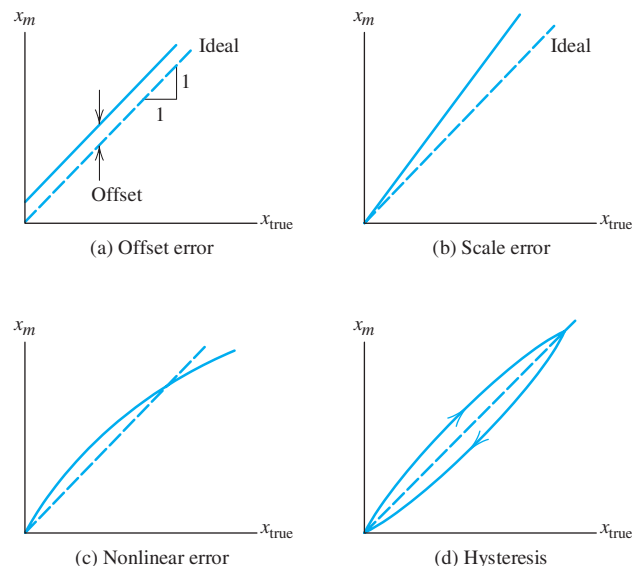 x_m
Ideal
1
1
Offset
x_true
(a) Offset error
x_m
Ideal
x_true
(b) Scale error
x_m
x_true
(c) Nonlinear error
x_m
x_true
(d) Hysteresis